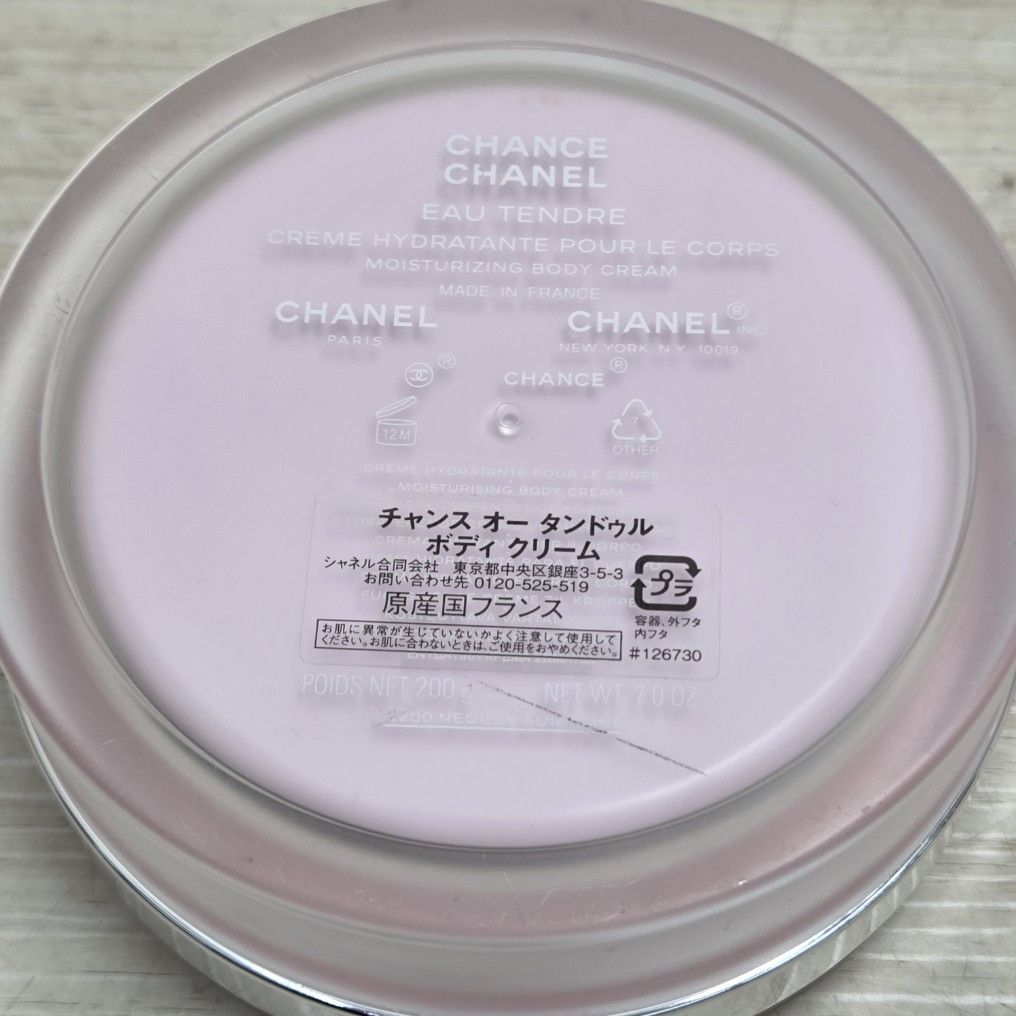 CHANCE
CHANEL
EAU TENDRE
CRÈME HYDRATANTE POUR LE CORPS
MOISTURIZING BODY CREAM
MADE IN FRANCE
CHANEL
PARIS
CHANEL® INC
NEW YORK, N.Y. 10019
®
CHANCE®
12M
7
OTHER
CRÈME HYDRATANTE POUR LE CORPS
MOISTURISING BODY CREAM
チャンス オー タンドゥル
ボディ クリーム
シャネル合同会社 東京都中央区銀座3-5-3
お問い合わせ先 0120-525-519
原産国フランス
お肌に異常が生じていないかよく注意して使用して
ください。お肌に合わないときは、ご使用をおやめください。
プラ
容器、外フタ
内フタ
#126730
POIDS NET 200 g NET WT 7.0 OZ
NEUILLY SUR